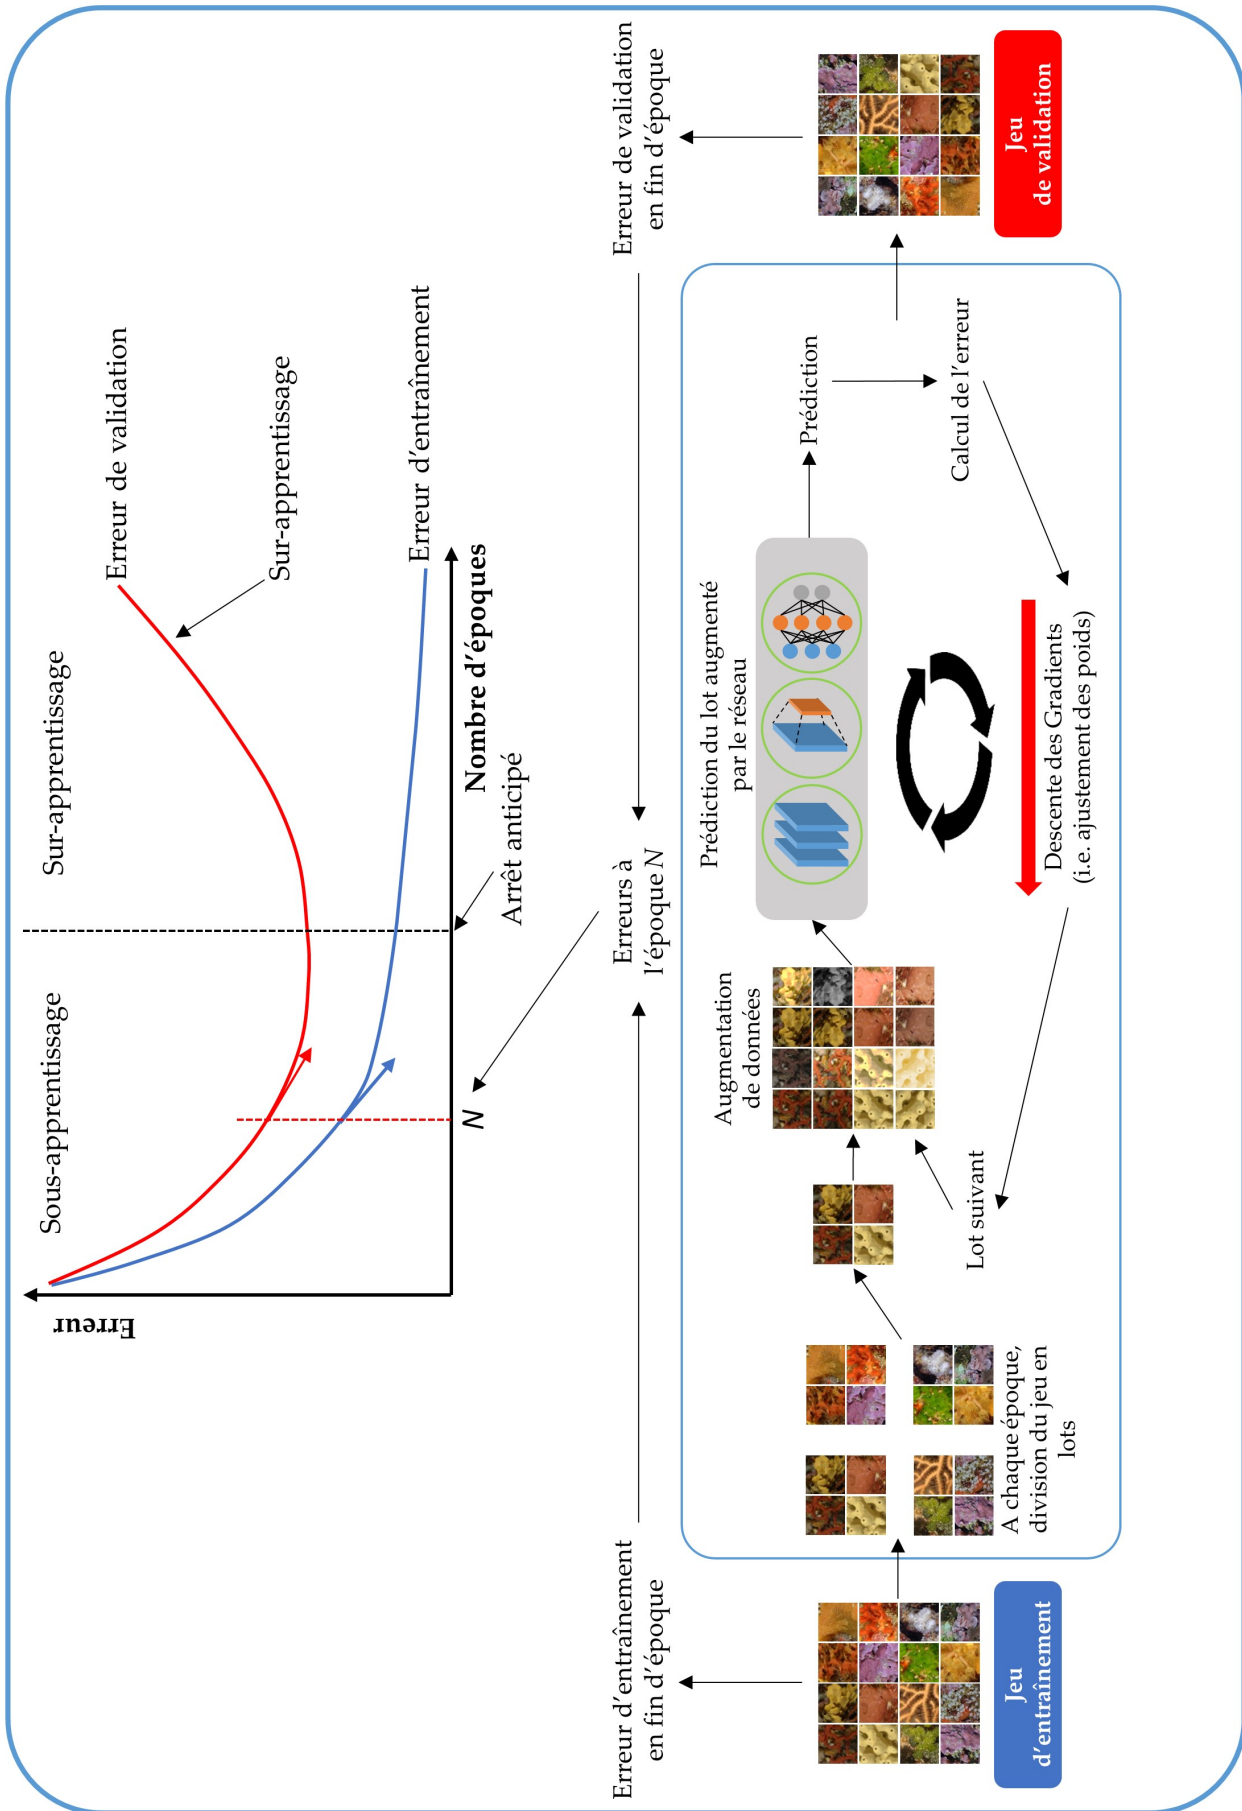 Erreur
Sous-apprentissage
Sur-apprentissage
Erreur de validation
Sur-apprentissage
Erreur d'entraînement
Nombre d'époques
N
Arrêt anticipé
Erreur d'entraînement
en fin d'époque
Erreurs à
l'époque N
Erreur de validation
en fin d'époque
Jeu
d'entraînement
A chaque époque,
division du jeu en
lots
Augmentation
de données
Lot suivant
Prédiction du lot augmenté
par le réseau
Descente des Gradients
(i.e. ajustement des poids)
Prédiction
Calcul de l'erreur
Jeu
de validation